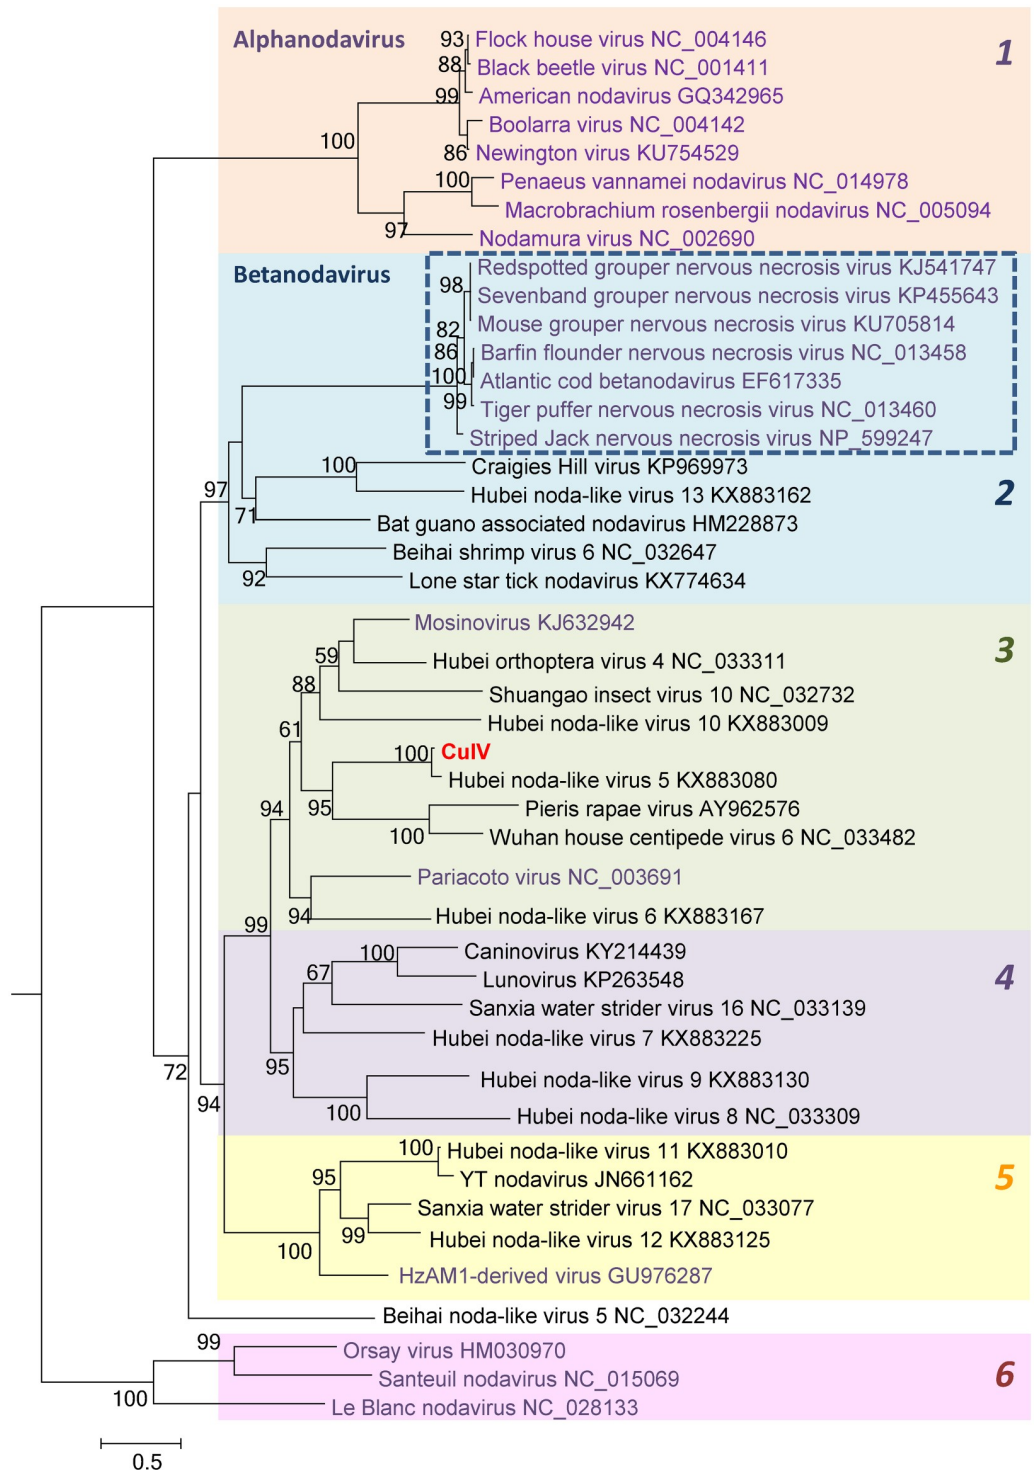 Alphanodavirus
1
93
Flock house virus NC_004146
88
Black beetle virus NC_001411
99
American nodavirus GQ342965
Boolarra virus NC_004142
100
86
Newington virus KU754529
100
Penaeus vannamei nodavirus NC_014978
Macrobrachium rosenbergii nodavirus NC_005094
97
Nodamura virus NC_002690
Betanodavirus
Redspotted grouper nervous necrosis virus KJ541747
98
Sevenband grouper nervous necrosis virus KP455643
82
Mouse grouper nervous necrosis virus KU705814
86
Barfin flounder nervous necrosis virus NC_013458
100
Atlantic cod betanodavirus EF617335
99
Tiger puffer nervous necrosis virus NC_013460
Striped Jack nervous necrosis virus NP_599247
100
Craigies Hill virus KP969973
97
Hubei noda-like virus 13 KX883162
2
71
Bat guano associated nodavirus HM228873
Beihai shrimp virus 6 NC_032647
92
Lone star tick nodavirus KX774634
Mosinovirus KJ632942
3
59
Hubei orthoptera virus 4 NC_033311
88
Shuangao insect virus 10 NC_032732
61
Hubei noda-like virus 10 KX883009
100
CuIV
Hubei noda-like virus 5 KX883080
94
95
Pieris rapae virus AY962576
100
Wuhan house centipede virus 6 NC_033482
Pariacoto virus NC_003691
94
Hubei noda-like virus 6 KX883167
99
100
Caninovirus KY214439
67
Lunovirus KP263548
4
Sanxia water strider virus 16 NC_033139
Hubei noda-like virus 7 KX883225
95
72
Hubei noda-like virus 9 KX883130
94
100
Hubei noda-like virus 8 NC_033309
100
Hubei noda-like virus 11 KX883010
95
YT nodavirus JN661162
5
Sanxia water strider virus 17 NC_033077
99
Hubei noda-like virus 12 KX883125
100
HzAM1-derived virus GU976287
Beihai noda-like virus 5 NC_032244
99
Orsay virus HM030970
6
Santeuil nodavirus NC_015069
100
Le Blanc nodavirus NC_028133
0.5